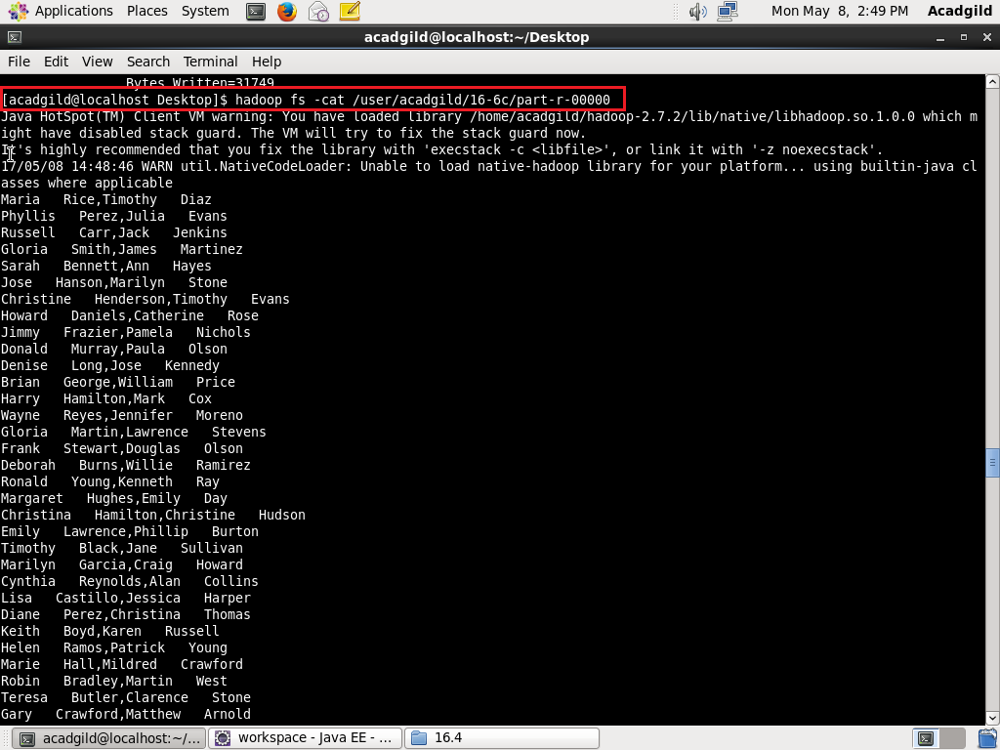 Applications Places System Mon May 8, 2:49 PM Acadgild
acadgild@localhost:~/Desktop
File Edit View Search Terminal Help
Bytes Written=31749
[acadgild@localhost Desktop]$ hadoop fs -cat /user/acadgild/16-6c/part-r-00000
Java HotSpot(TM) Client VM warning: You have loaded library /home/acadgild/hadoop-2.7.2/lib/native/libhadoop.so.1.0.0 which m
ight have disabled stack guard. The VM will try to fix the stack guard now.
It's highly recommended that you fix the library with 'execstack -c <libfile>', or link it with '-z noexecstack'.
17/05/08 14:48:46 WARN util.NativeCodeLoader: Unable to load native-hadoop library for your platform... using builtin-java cl
asses where applicable
Maria   Rice,Timothy   Diaz
Phyllis   Perez,Julia   Evans
Russell   Carr,Jack   Jenkins
Gloria   Smith,James   Martinez
Sarah   Bennett,Ann   Hayes
Jose   Hanson,Marilyn   Stone
Christine   Henderson,Timothy   Evans
Howard   Daniels,Catherine   Rose
Jimmy   Frazier,Pamela   Nichols
Donald   Murray,Paula   Olson
Denise   Long,Jose   Kennedy
Brian   George,William   Price
Harry   Hamilton,Mark   Cox
Wayne   Reyes,Jennifer   Moreno
Gloria   Martin,Lawrence   Stevens
Frank   Stewart,Douglas   Olson
Deborah   Burns,Willie   Ramirez
Ronald   Young,Kenneth   Ray
Margaret   Hughes,Emily   Day
Christina   Hamilton,Christine   Hudson
Emily   Lawrence,Phillip   Burton
Timothy   Black,Jane   Sullivan
Marilyn   Garcia,Craig   Howard
Cynthia   Reynolds,Alan   Collins
Lisa   Castillo,Jessica   Harper
Diane   Perez,Christina   Thomas
Keith   Boyd,Karen   Russell
Helen   Ramos,Patrick   Young
Marie   Hall,Mildred   Crawford
Robin   Bradley,Martin   West
Teresa   Butler,Clarence   Stone
Gary   Crawford,Matthew   Arnold
acadgild@localhost:~/... workspace - Java EE - ... 16.4